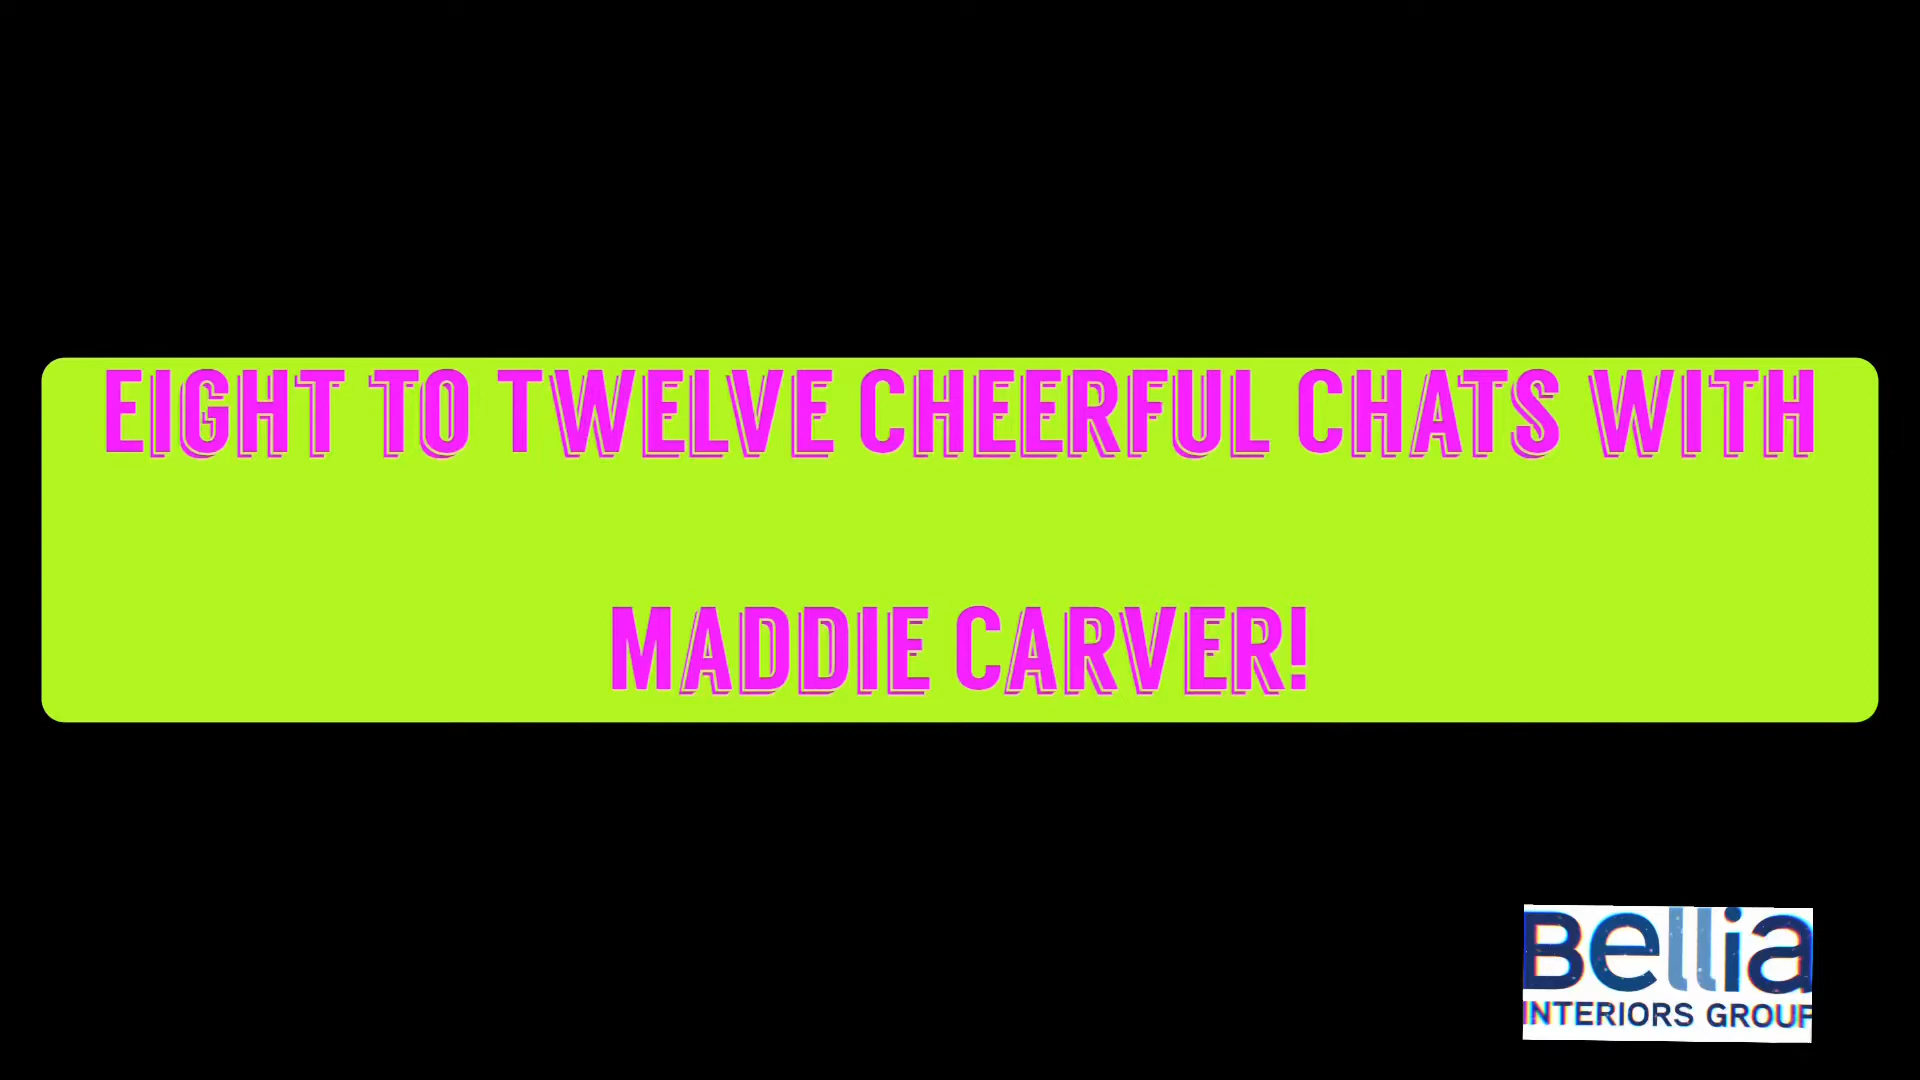 EIGHT TO TWELVE CHEERFUL CHATS WITH
MADDIE CARVER!
Bellia
INTERIORS GROUP